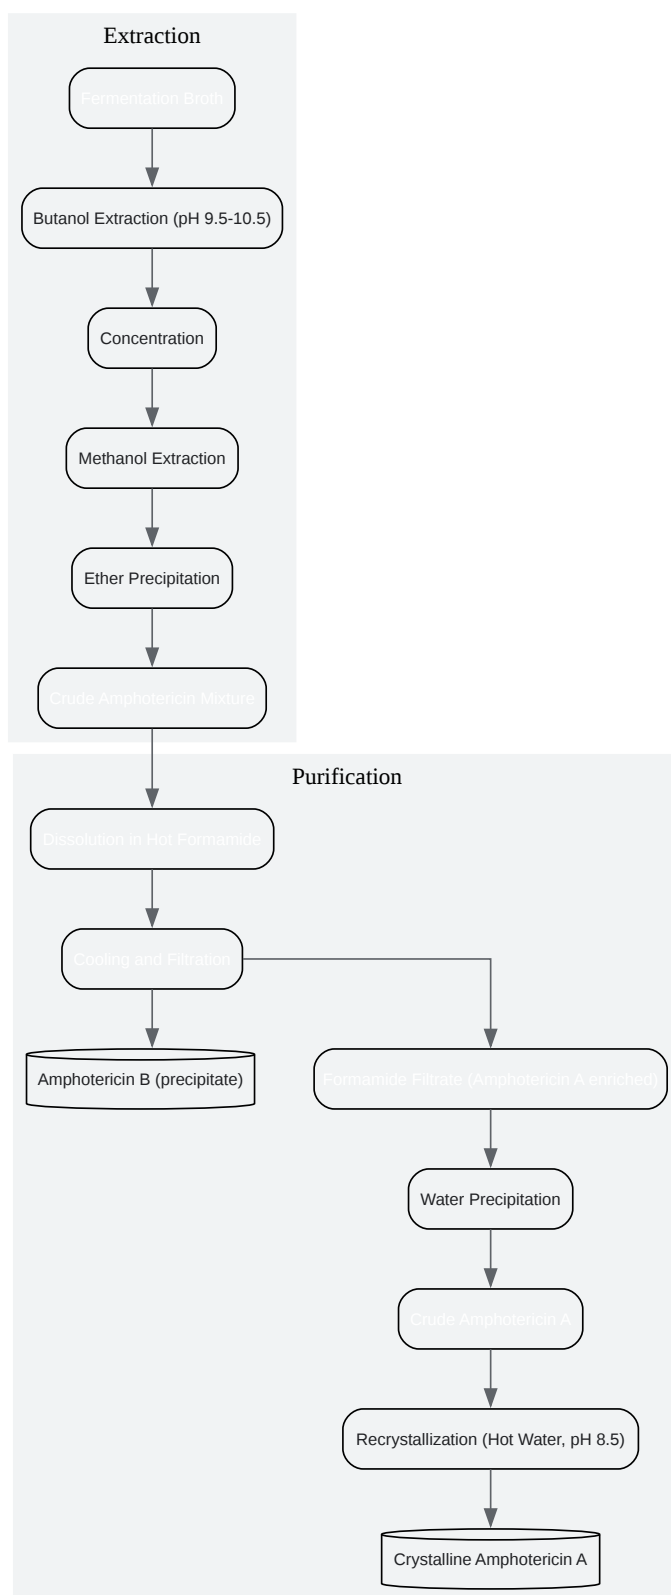 Extraction
Fermentation Broth
Butanol Extraction (pH 9.5-10.5)
Concentration
Methanol Extraction
Ether Precipitation
Crude Amphotericin Mixture
Purification
Dissolution in Hot Formamide
Cooling and Filtration
Amphotericin B (precipitate)
Formamide Filtrate (Amphotericin A enriched)
Water Precipitation
Crude Amphotericin A
Recrystallization (Hot Water, pH 8.5)
Crystalline Amphotericin A